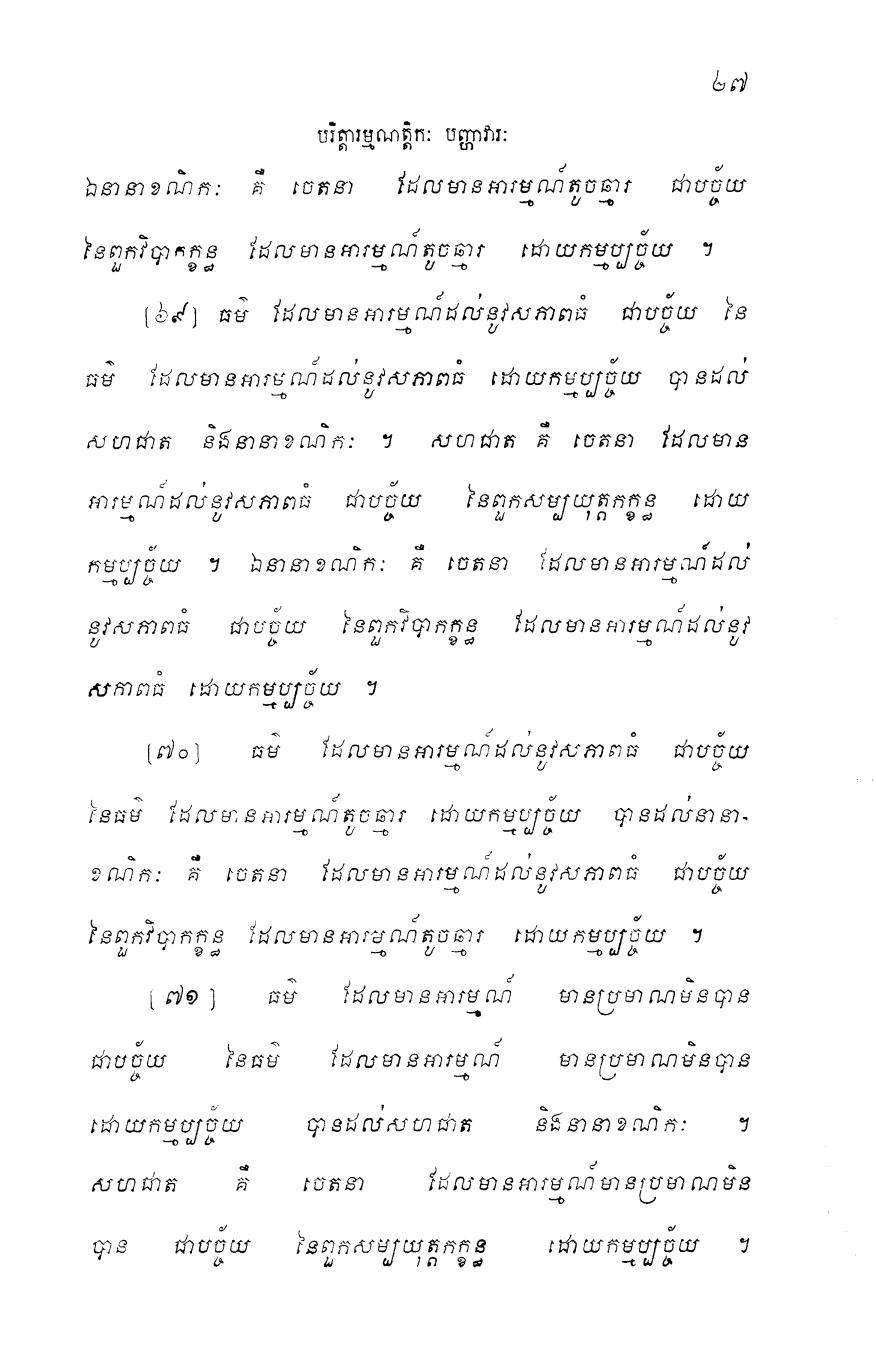 ២៧
បរិត្តារម្មណត្តិកៈ បញ្ហាវារៈ
ឯនានាខណិកៈ គឺ ចេតនា ដែលមានអារម្មណ៍តូចឆ្មារ ជាបច្ច័យ
នៃពួកវិបាកក្ខន្ធ ដែលមានអារម្មណ៍តូចឆ្មារ ដោយកម្មប្បច្ច័យ ។
[៦៩] ធម៌ ដែលមានអារម្មណ៍ដល់នូវសភាពធំ ជាបច្ច័យ នៃ
ធម៌ ដែលមានអារម្មណ៍ដល់នូវសភាពធំ ដោយកម្មប្បច្ច័យ បានដល់
សហជាត និងនានាខណិកៈ ។ សហជាត គឺ ចេតនា ដែលមាន
អារម្មណ៍ដល់នូវសភាពធំ ជាបច្ច័យ នៃពួកសម្បយុត្តកក្ខន្ធ ដោយ
កម្មប្បច្ច័យ ។ ឯនានាខណិកៈ គឺ ចេតនា ដែលមានអារម្មណ៍ដល់
នូវសភាពធំ ជាបច្ច័យ នៃពួកវិបាកក្ខន្ធ ដែលមានអារម្មណ៍ដល់នូវ
សភាពធំ ដោយកម្មប្បច្ច័យ ។
[៧០] ធម៌ ដែលមានអារម្មណ៍ដល់នូវសភាពធំ ជាបច្ច័យ
នៃធម៌ ដែលមានអារម្មណ៍តូចឆ្មារ ដោយកម្មប្បច្ច័យ បានដល់នានា-
ខណិកៈ គឺ ចេតនា ដែលមានអារម្មណ៍ដល់នូវសភាពធំ ជាបច្ច័យ
នៃពួកវិបាកក្ខន្ធ ដែលមានអារម្មណ៍តូចឆ្មារ ដោយកម្មប្បច្ច័យ ។
[៧១] ធម៌ ដែលមានអារម្មណ៍ មានប្រមាណមិនបាន
ជាបច្ច័យ នៃធម៌ ដែលមានអារម្មណ៍ មានប្រមាណមិនបាន
ដោយកម្មប្បច្ច័យ បានដល់សហជាត និងនានាខណិកៈ ។
សហជាត គឺ ចេតនា ដែលមានអារម្មណ៍មានប្រមាណមិន
បាន ជាបច្ច័យ នៃពួកសម្បយុត្តកក្ខន្ធ ដោយកម្មប្បច្ច័យ ។